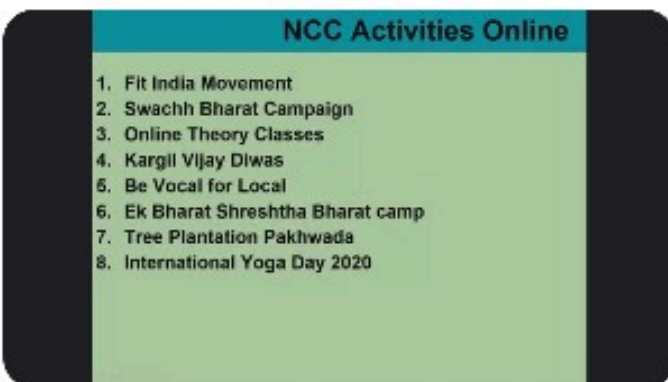 NCC Activities Online
1. Fit India Movement
2. Swachh Bharat Campaign
3. Online Theory Classes
4. Kargil Vijay Diwas
5. Be Vocal for Local
6. Ek Bharat Shreshtha Bharat camp
7. Tree Plantation Pakhwada
8. International Yoga Day 2020